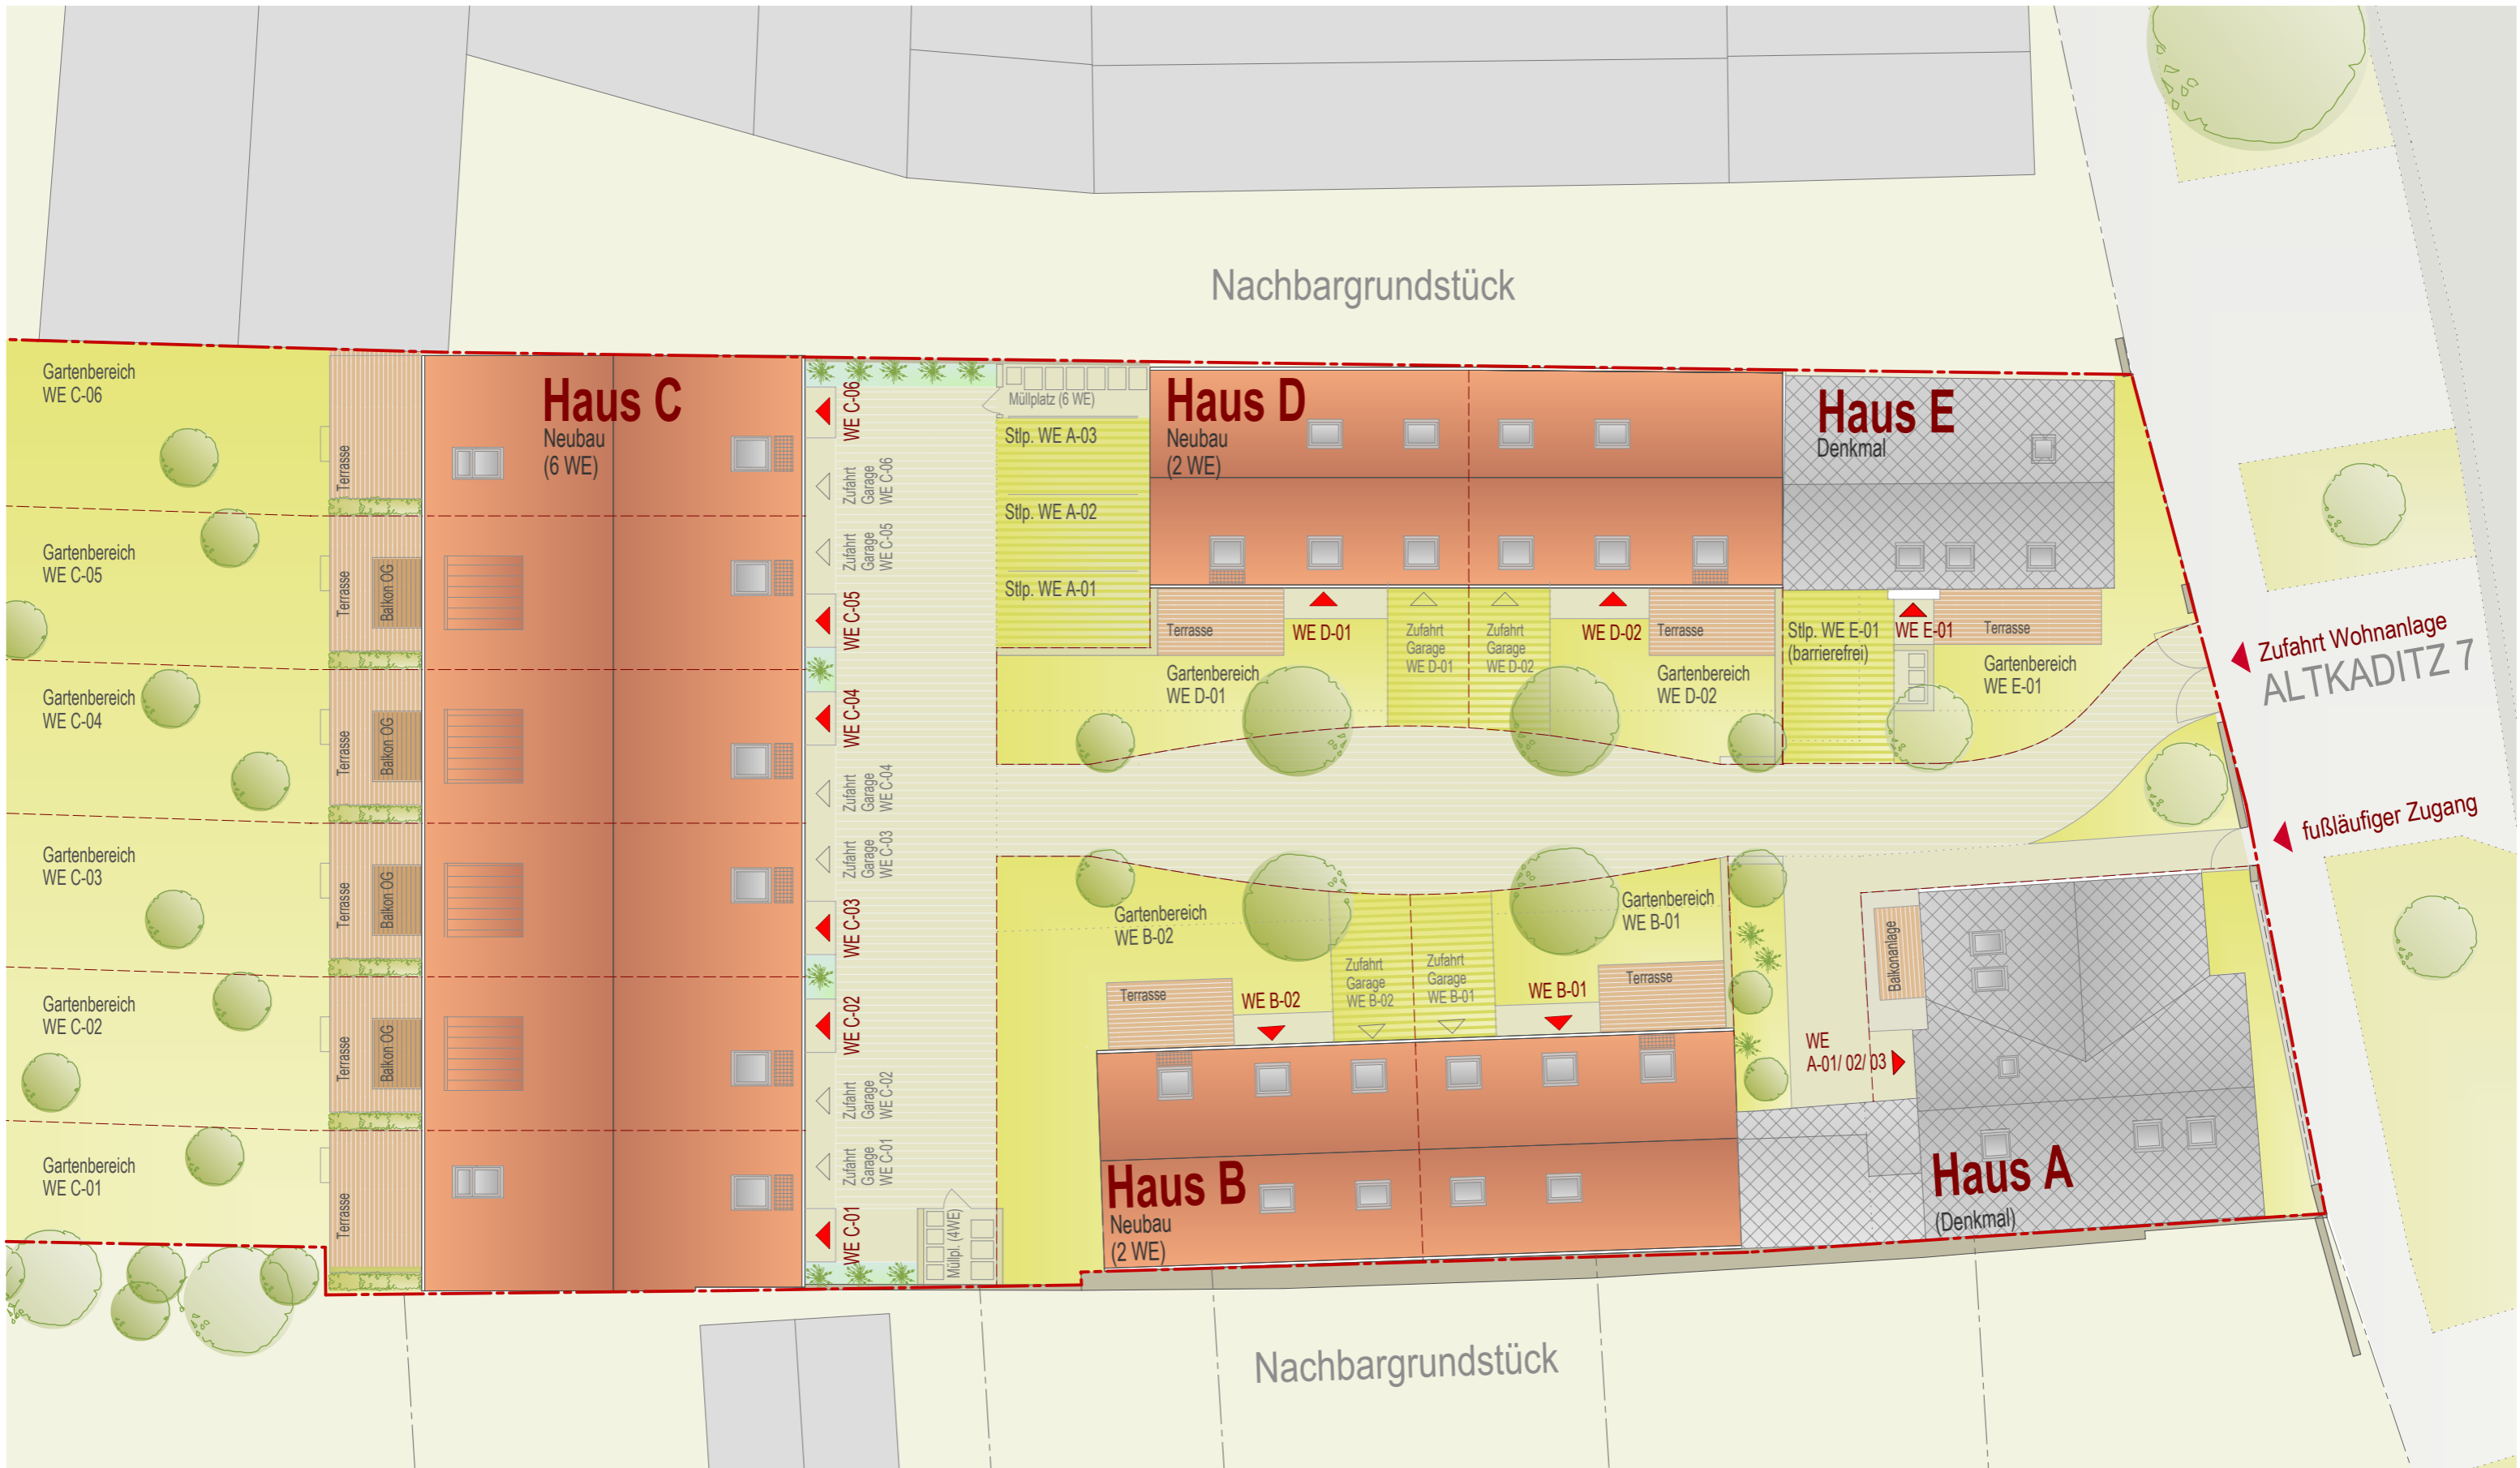 Nachbargrundstück
Gartenbereich
WE C-06
Gartenbereich
WE C-05
Gartenbereich
WE C-04
Gartenbereich
WE C-03
Gartenbereich
WE C-02
Gartenbereich
WE C-01
Terrasse
Terrasse
Balkon OG
Terrasse
Balkon OG
Terrasse
Balkon OG
Terrasse
Balkon OG
Terrasse
Haus C
Neubau
(6 WE)
WE C-06
Zufahrt
Garage
WE C-06
Zufahrt
Garage
WE C-05
WE C-05
WE C-04
Zufahrt
Garage
WE C-04
Zufahrt
Garage
WE C-03
WE C-03
WE C-02
Zufahrt
Garage
WE C-02
Zufahrt
Garage
WE C-01
WE C-01
Müllpl. (4WE)
Müllplatz (6 WE)
Stlp. WE A-03
Stlp. WE A-02
Stlp. WE A-01
Haus D
Neubau
(2 WE)
Terrasse
WE D-01
Zufahrt
Garage
WE D-01
Zufahrt
Garage
WE D-02
WE D-02
Terrasse
Gartenbereich
WE D-01
Gartenbereich
WE D-02
Haus E
Denkmal
Stlp. WE E-01
(barrierefrei)
WE E-01
Terrasse
Gartenbereich
WE E-01
Zufahrt Wohnanlage
ALTKADITZ 7
fußläufiger Zugang
Gartenbereich
WE B-02
Gartenbereich
WE B-01
Terrasse
WE B-02
Zufahrt
Garage
WE B-02
Zufahrt
Garage
WE B-01
WE B-01
Terrasse
Haus B
Neubau
(2 WE)
Balkonanlage
WE
A-01/ 02/ 03
Haus A
(Denkmal)
Nachbargrundstück